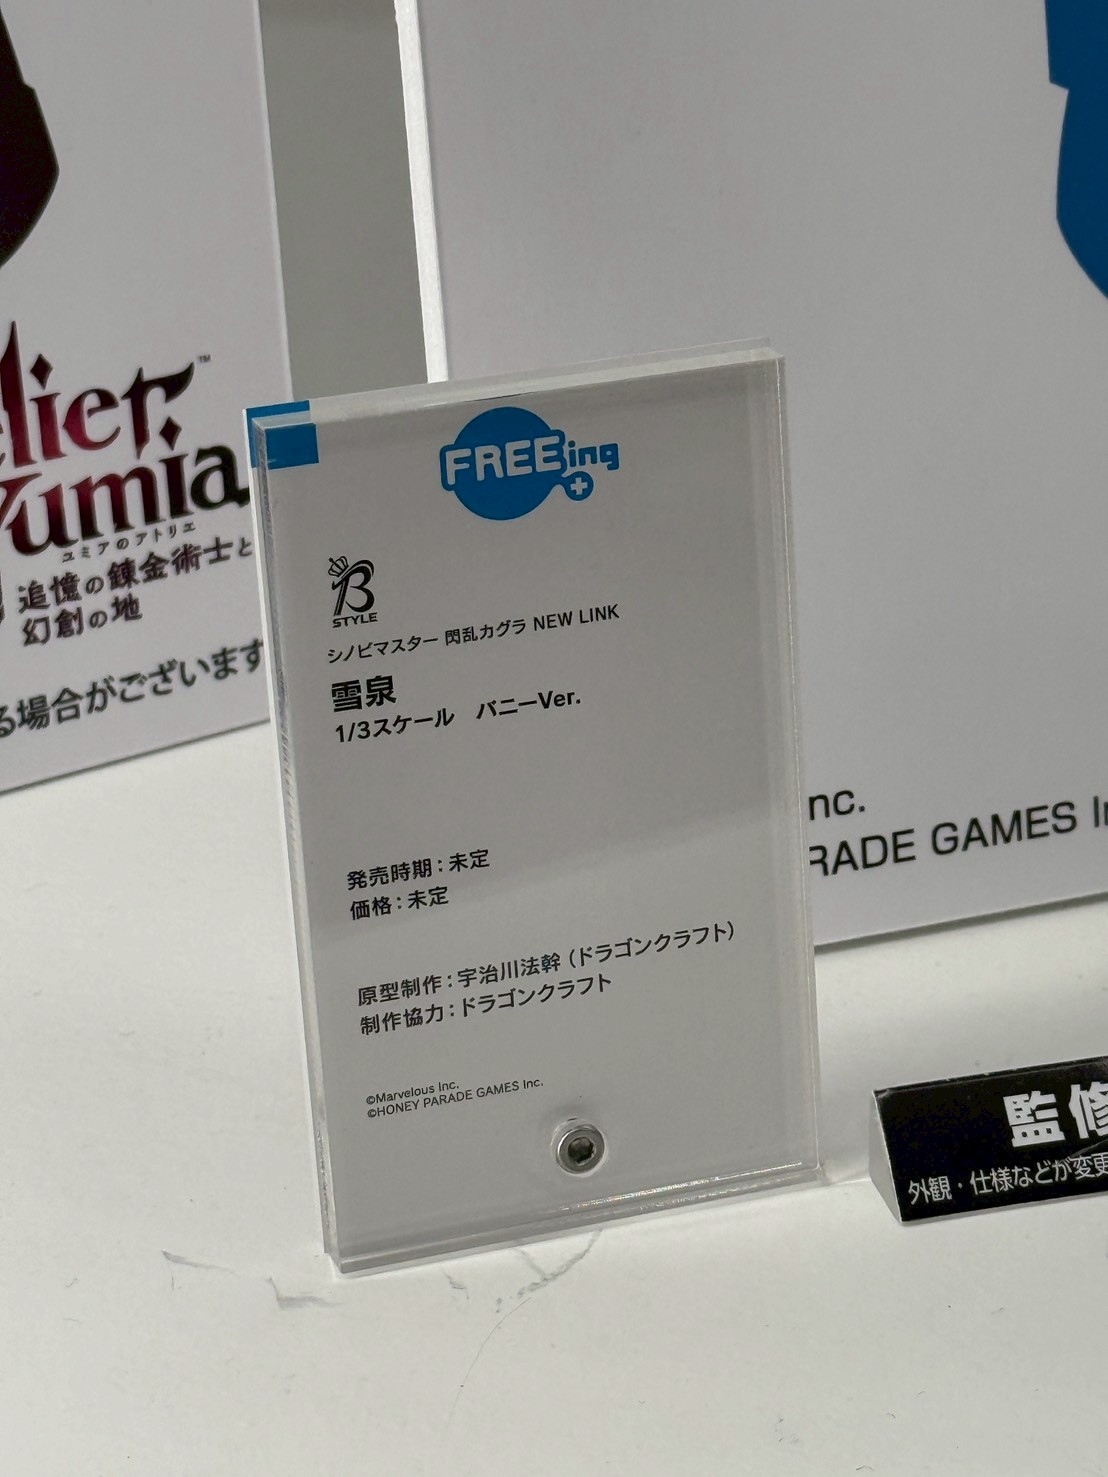 FREEing
B
STYLE
シノビマスター 閃乱カグラ NEW LINK
雪泉
1/3スケール　バニーVer.
発売時期：未定
価格：未定
原型制作：宇治川法幹（ドラゴンクラフト）
制作協力：ドラゴンクラフト
©Marvelous Inc.
©HONEY PARADE GAMES Inc.
elier
Yumia
™
ユミアのアトリエ
追憶の錬金術士と
幻創の地
る場合がございます
nc.
RADE GAMES In
監修
外観・仕様などが変更